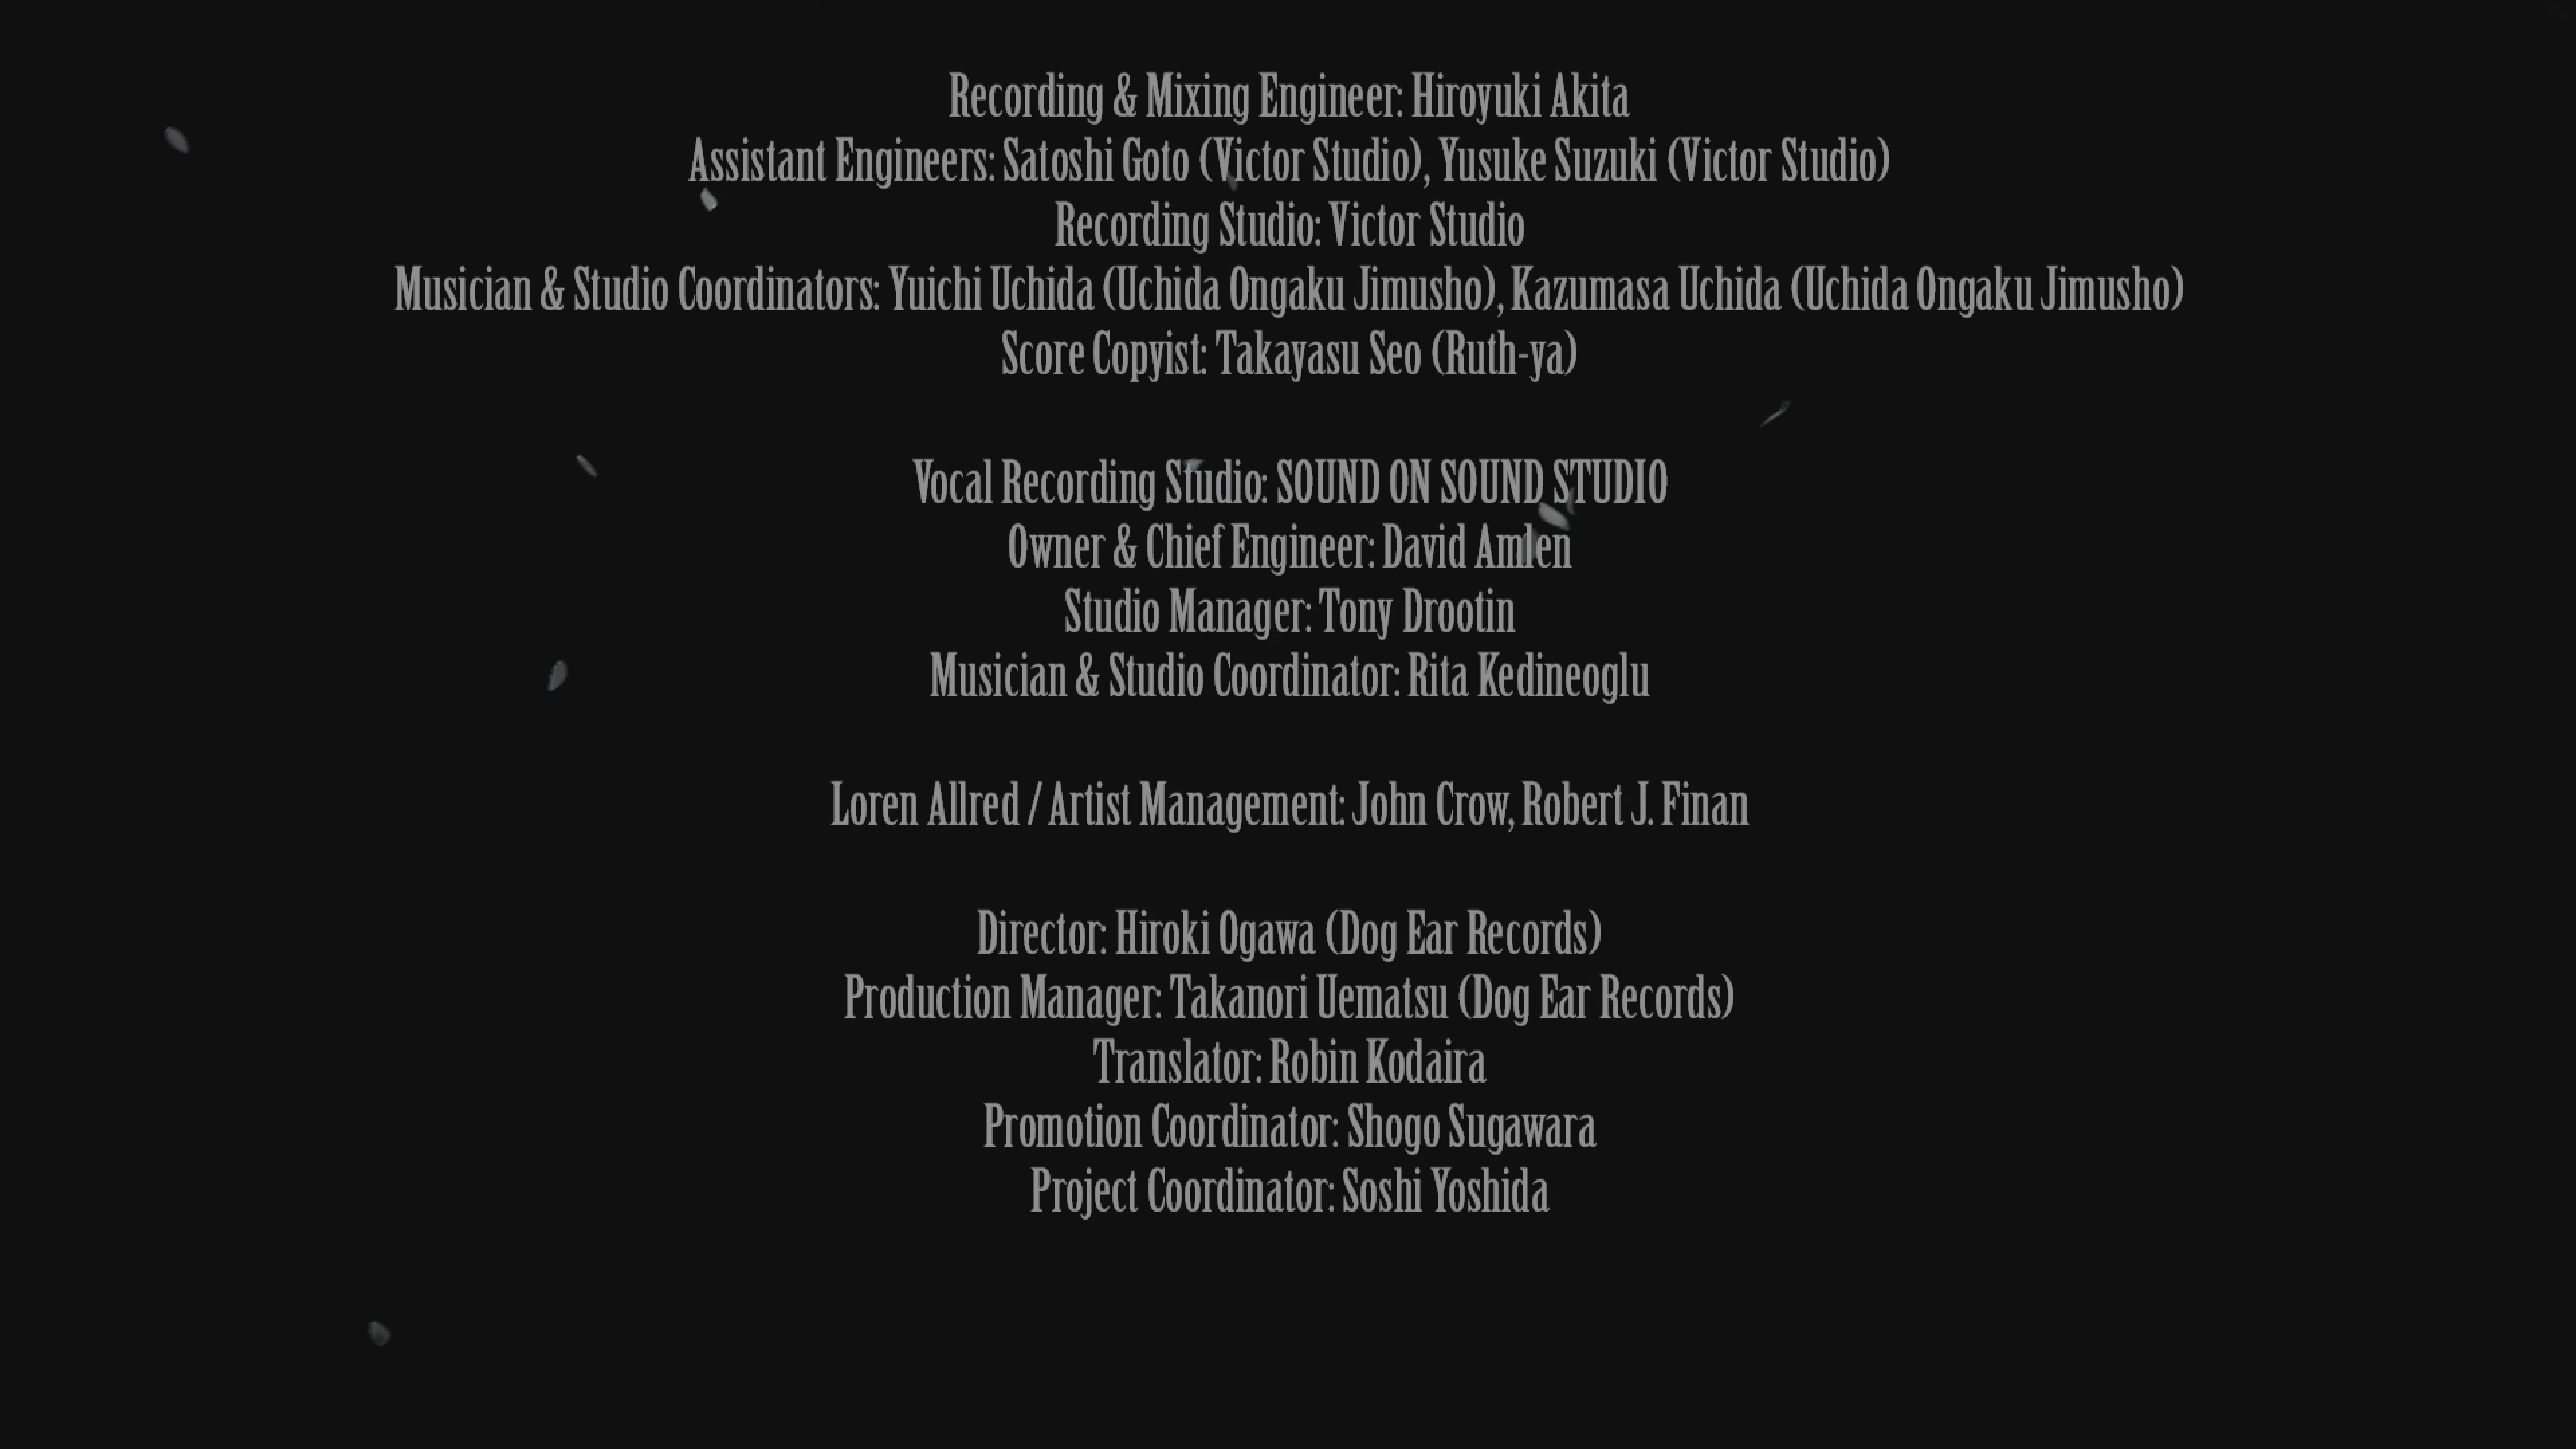 Recording & Mixing Engineer: Hiroyuki Akita
Assistant Engineers: Satoshi Goto (Victor Studio), Yusuke Suzuki (Victor Studio)
Recording Studio: Victor Studio
Musician & Studio Coordinators: Yuichi Uchida (Uchida Ongaku Jimusho), Kazumasa Uchida (Uchida Ongaku Jimusho)
Score Copyist: Takayasu Seo (Ruth-ya)
Vocal Recording Studio: SOUND ON SOUND STUDIO
Owner & Chief Engineer: David Amlen
Studio Manager: Tony Drootin
Musician & Studio Coordinator: Rita Kedineoglu
Loren Allred / Artist Management: John Crow, Robert J. Finan
Director: Hiroki Ogawa (Dog Ear Records)
Production Manager: Takanori Uematsu (Dog Ear Records)
Translator: Robin Kodaira
Promotion Coordinator: Shogo Sugawara
Project Coordinator: Soshi Yoshida